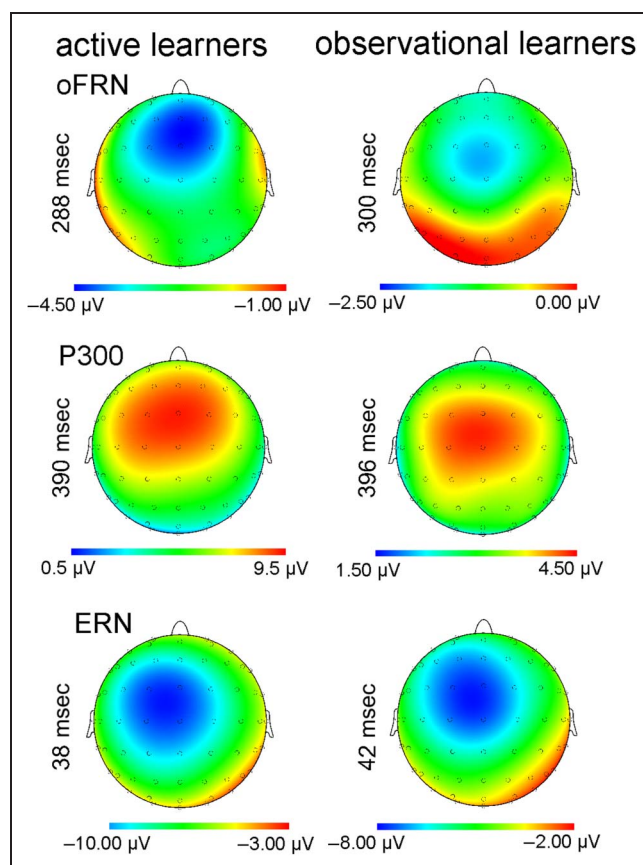 active learners
observational learners
oFRN
288 msec
300 msec
–4.50 µV
–1.00 µV
–2.50 µV
0.00 µV
P300
390 msec
396 msec
0.5 µV
9.5 µV
1.50 µV
4.50 µV
ERN
38 msec
42 msec
–10.00 µV
–3.00 µV
–8.00 µV
–2.00 µV